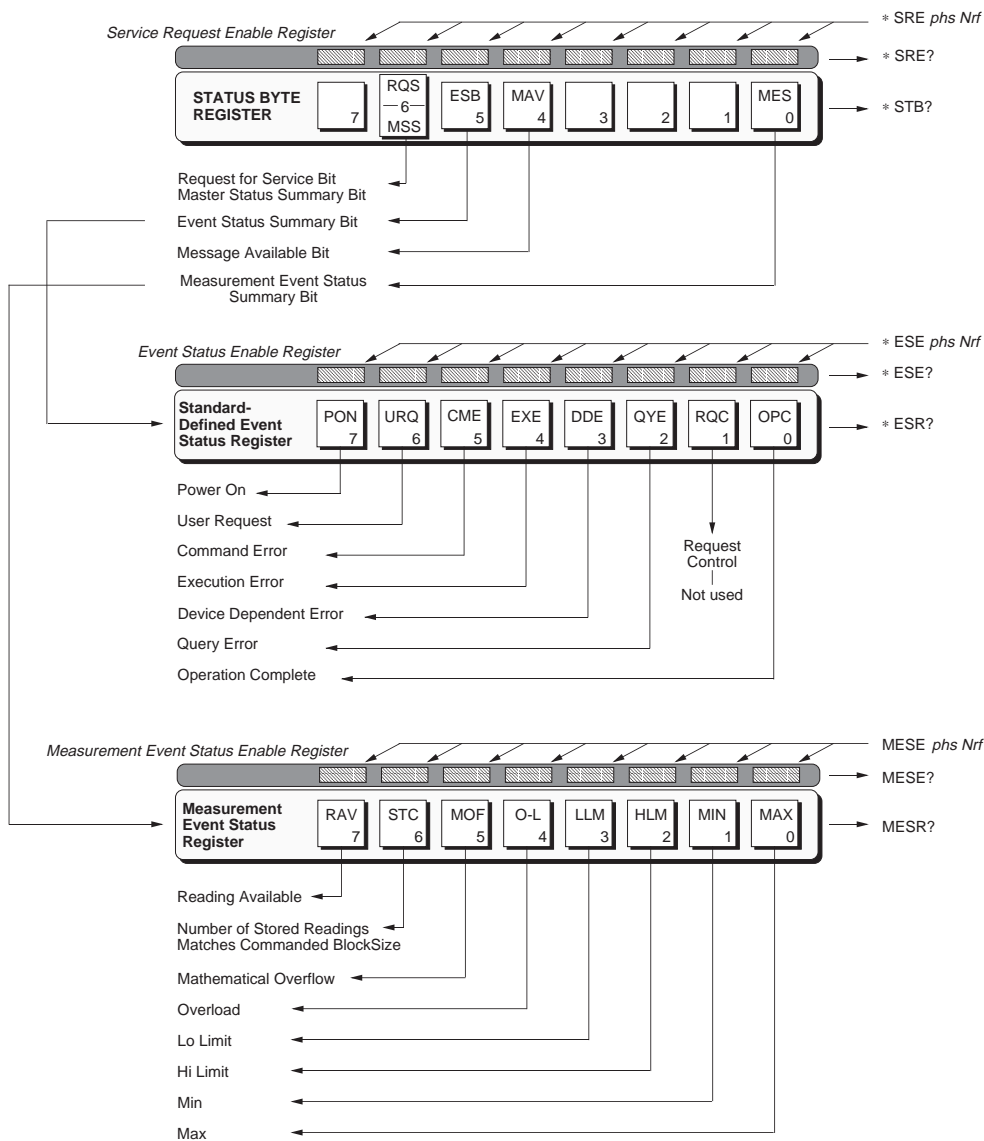 * SRE phs Nrf
Service Request Enable Register
* SRE?
STATUS BYTE
REGISTER
7
RQS
6
MSS
ESB
5
MAV
4
3
2
1
MES
0
* STB?
Request for Service Bit
Master Status Summary Bit
Event Status Summary Bit
Message Available Bit
Measurement Event Status
Summary Bit
* ESE phs Nrf
Event Status Enable Register
* ESE?
Standard-
Defined Event
Status Register
PON
7
URQ
6
CME
5
EXE
4
DDE
3
QYE
2
RQC
1
OPC
0
* ESR?
Power On
User Request
Command Error
Execution Error
Device Dependent Error
Query Error
Operation Complete
Request
Control
Not used
MESE phs Nrf
Measurement Event Status Enable Register
MESE?
Measurement
Event Status
Register
RAV
7
STC
6
MOF
5
O-L
4
LLM
3
HLM
2
MIN
1
MAX
0
MESR?
Reading Available
Number of Stored Readings
Matches Commanded BlockSize
Mathematical Overflow
Overload
Lo Limit
Hi Limit
Min
Max